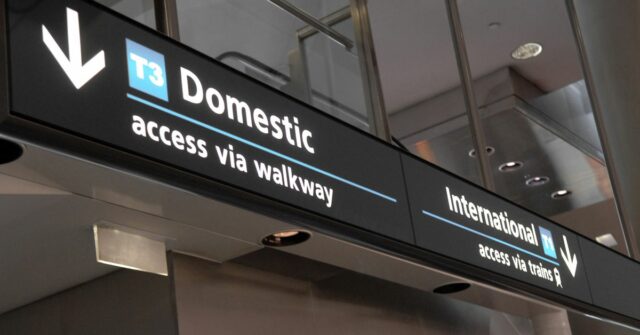 T3 Domestic
access via walkway
International T1
access via trains